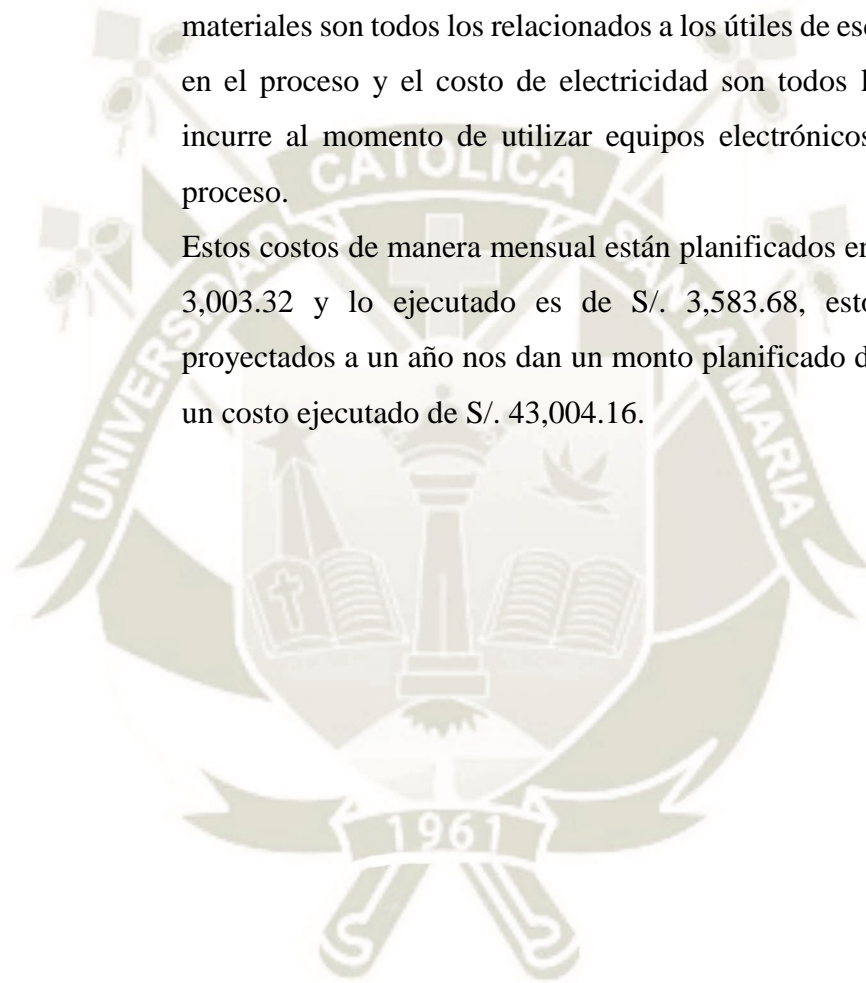 materiales son todos los relacionados a los útiles de
en el proceso y el costo de electricidad son todos
incurre al momento de utilizar equipos electrónicos
proceso.
Estos costos de manera mensual están planificados
3,003.32 y lo ejecutado es de S/. 3,583.68,
proyectados a un año nos dan un monto planificado
un costo ejecutado de S/. 43,004.16.
UNIVERSIDAD CATOLICA SANTA MARIA
1961